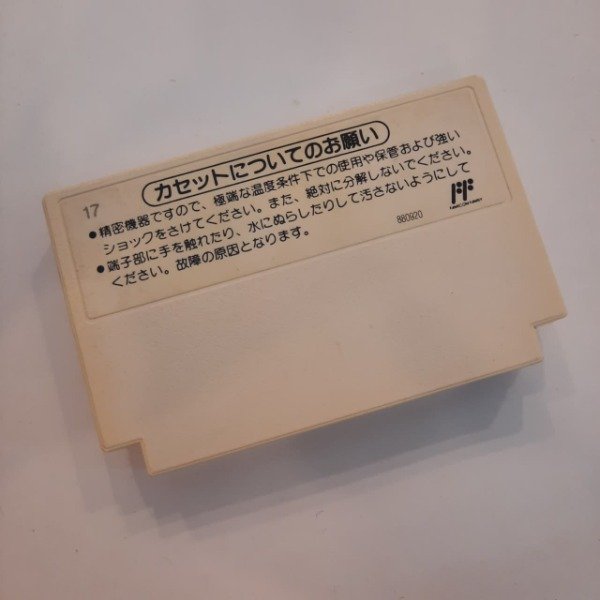 カセットについてのお願い
17
●精密機器ですので、極端な温度条件下での使用や保管および強い
ショックをさけてください。また、絶対に分解しないでください。
●端子部に手を触れたり、水にぬらしたりして汚さないようにして
ください。故障の原因となります。
880920